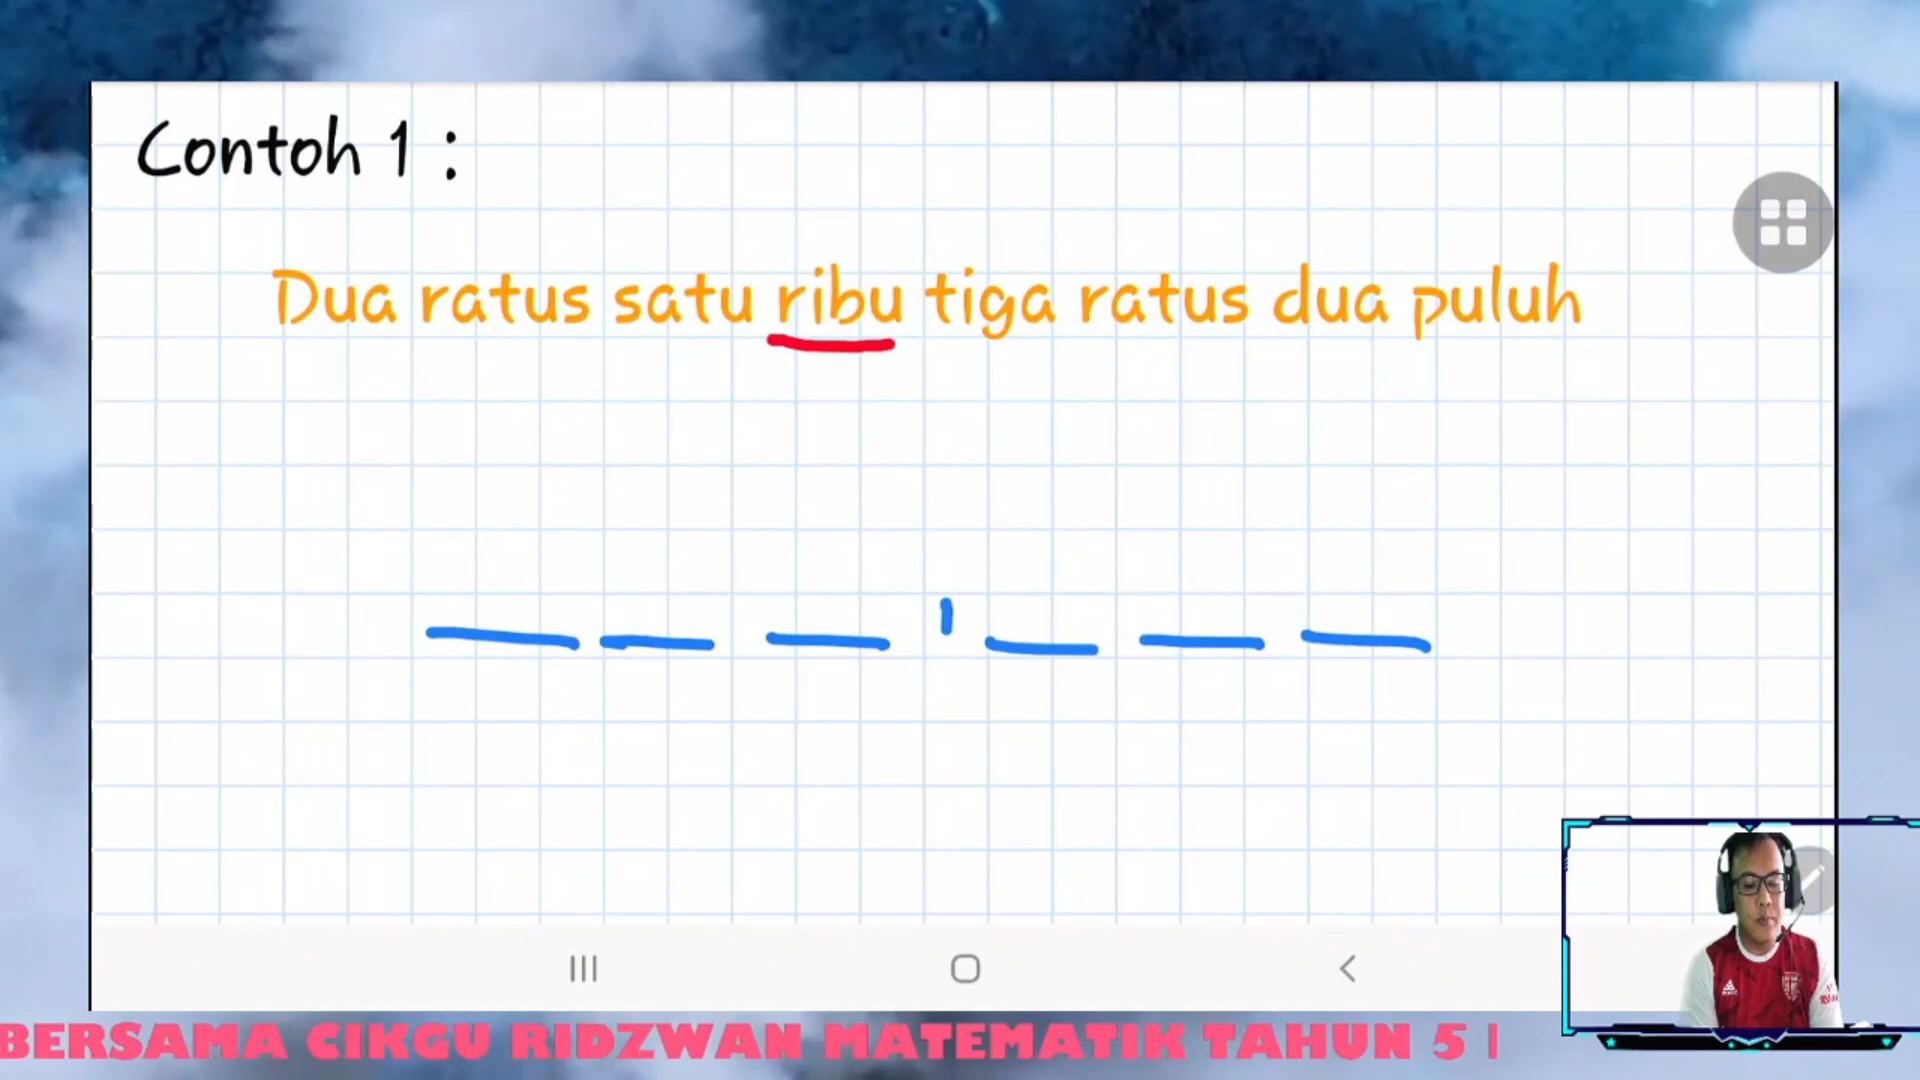 Contoh 1 :
Dua ratus satu ribu tiga ratus dua puluh
BERSAMA CIKGU RIDZWAN MATEMATIK TAHUN 5 |